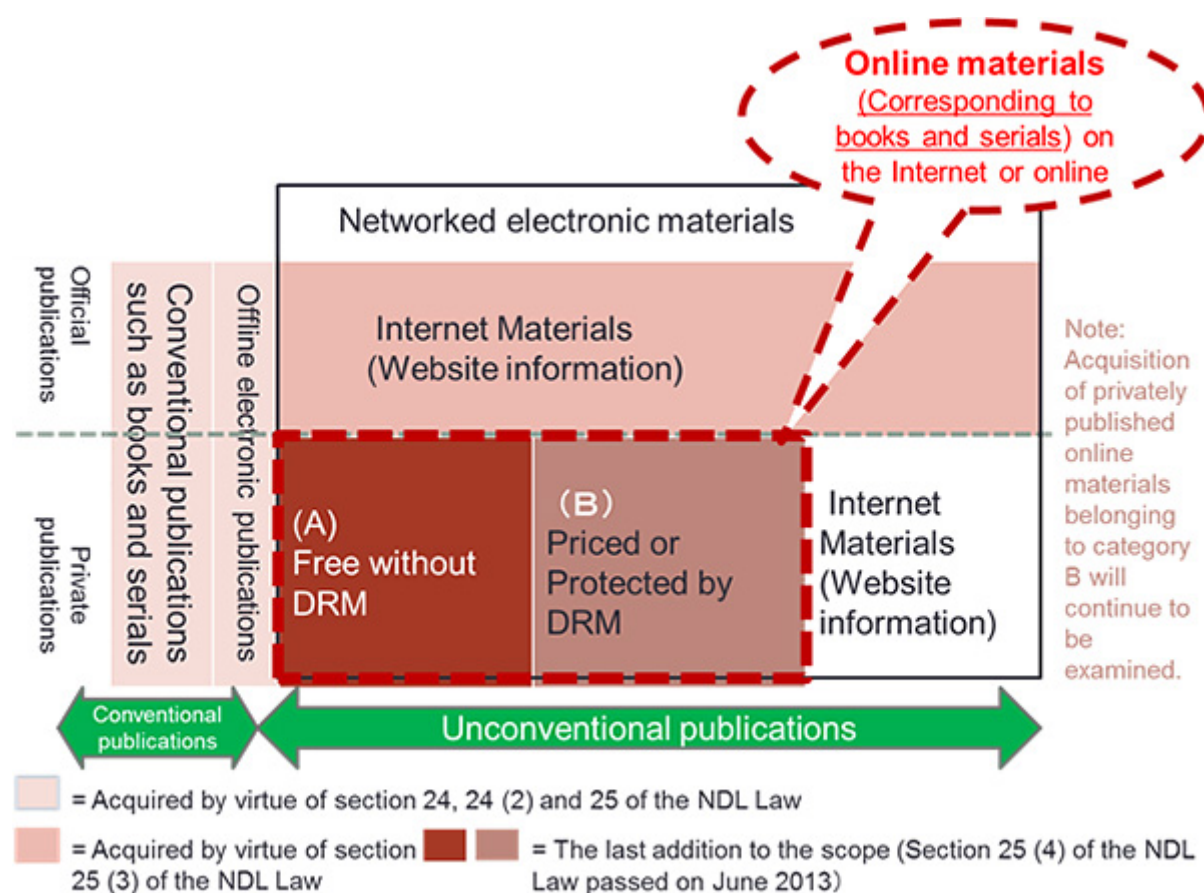 Online materials
(Corresponding to
books and serials) on
the Internet or online
Networked electronic materials
Official
publications
Private
publications
Conventional publications
such as books and serials
Offline electronic publications
Internet Materials
(Website information)
(A)
Free without
DRM
（B）
Priced or
Protected by
DRM
Internet
Materials
(Website
information)
Note:
Acquisition
of privately
published
online
materials
belonging
to category
B will
continue to
be
examined.
Conventional
publications
Unconventional publications
= Acquired by virtue of section 24, 24 (2) and 25 of the NDL Law
= Acquired by virtue of section
25 (3) of the NDL Law
= The last addition to the scope (Section 25 (4) of the NDL
Law passed on June 2013）